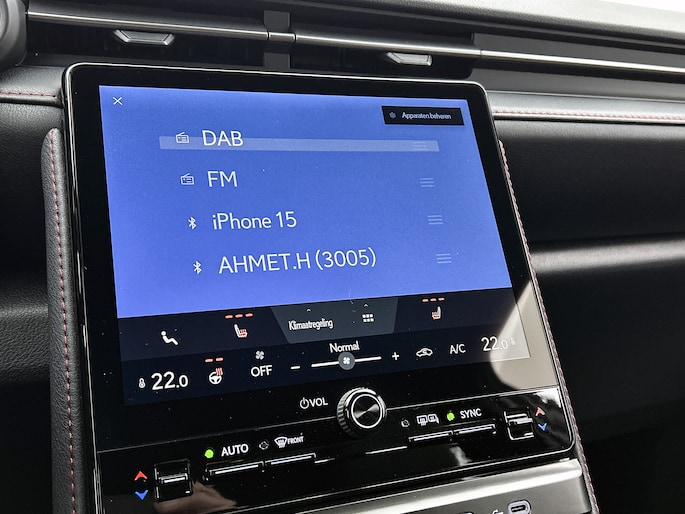 Apparaten beheren
DAB
FM
iPhone 15
AHMET.H (3005)
Klimaatregeling
Normal
22.0
OFF
− +
A/C
22.0
VOL
AUTO
FRONT
SYNC